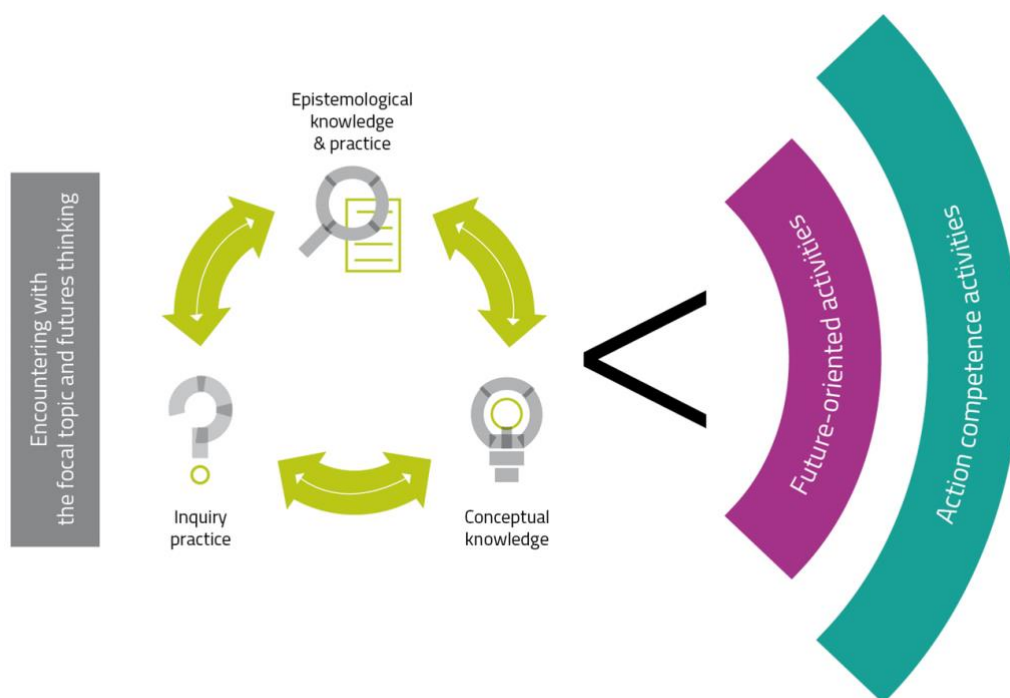 Encountering with
the focal topic and futures thinking
Epistemological
knowledge
& practice
Inquiry
practice
Conceptual
knowledge
Future-oriented activities
Action competence activities